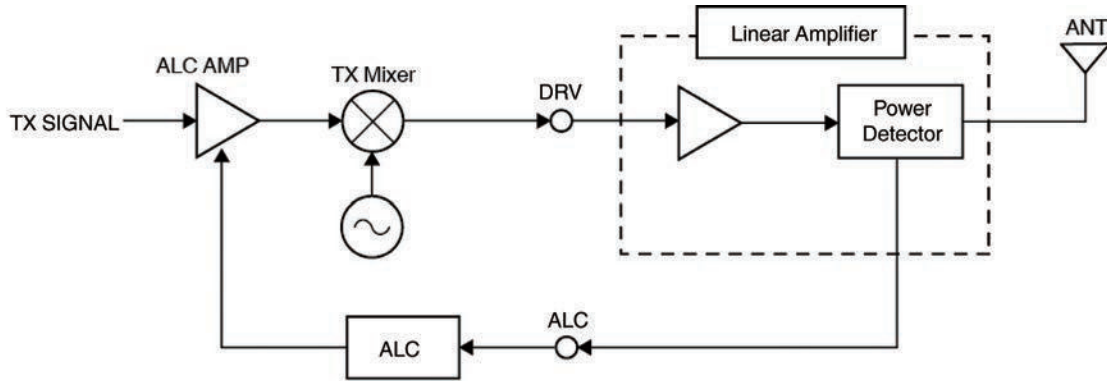 Linear Amplifier
ANT
ALC AMP
TX Mixer
DRV
TX SIGNAL
Power
Detector
ALC
ALC